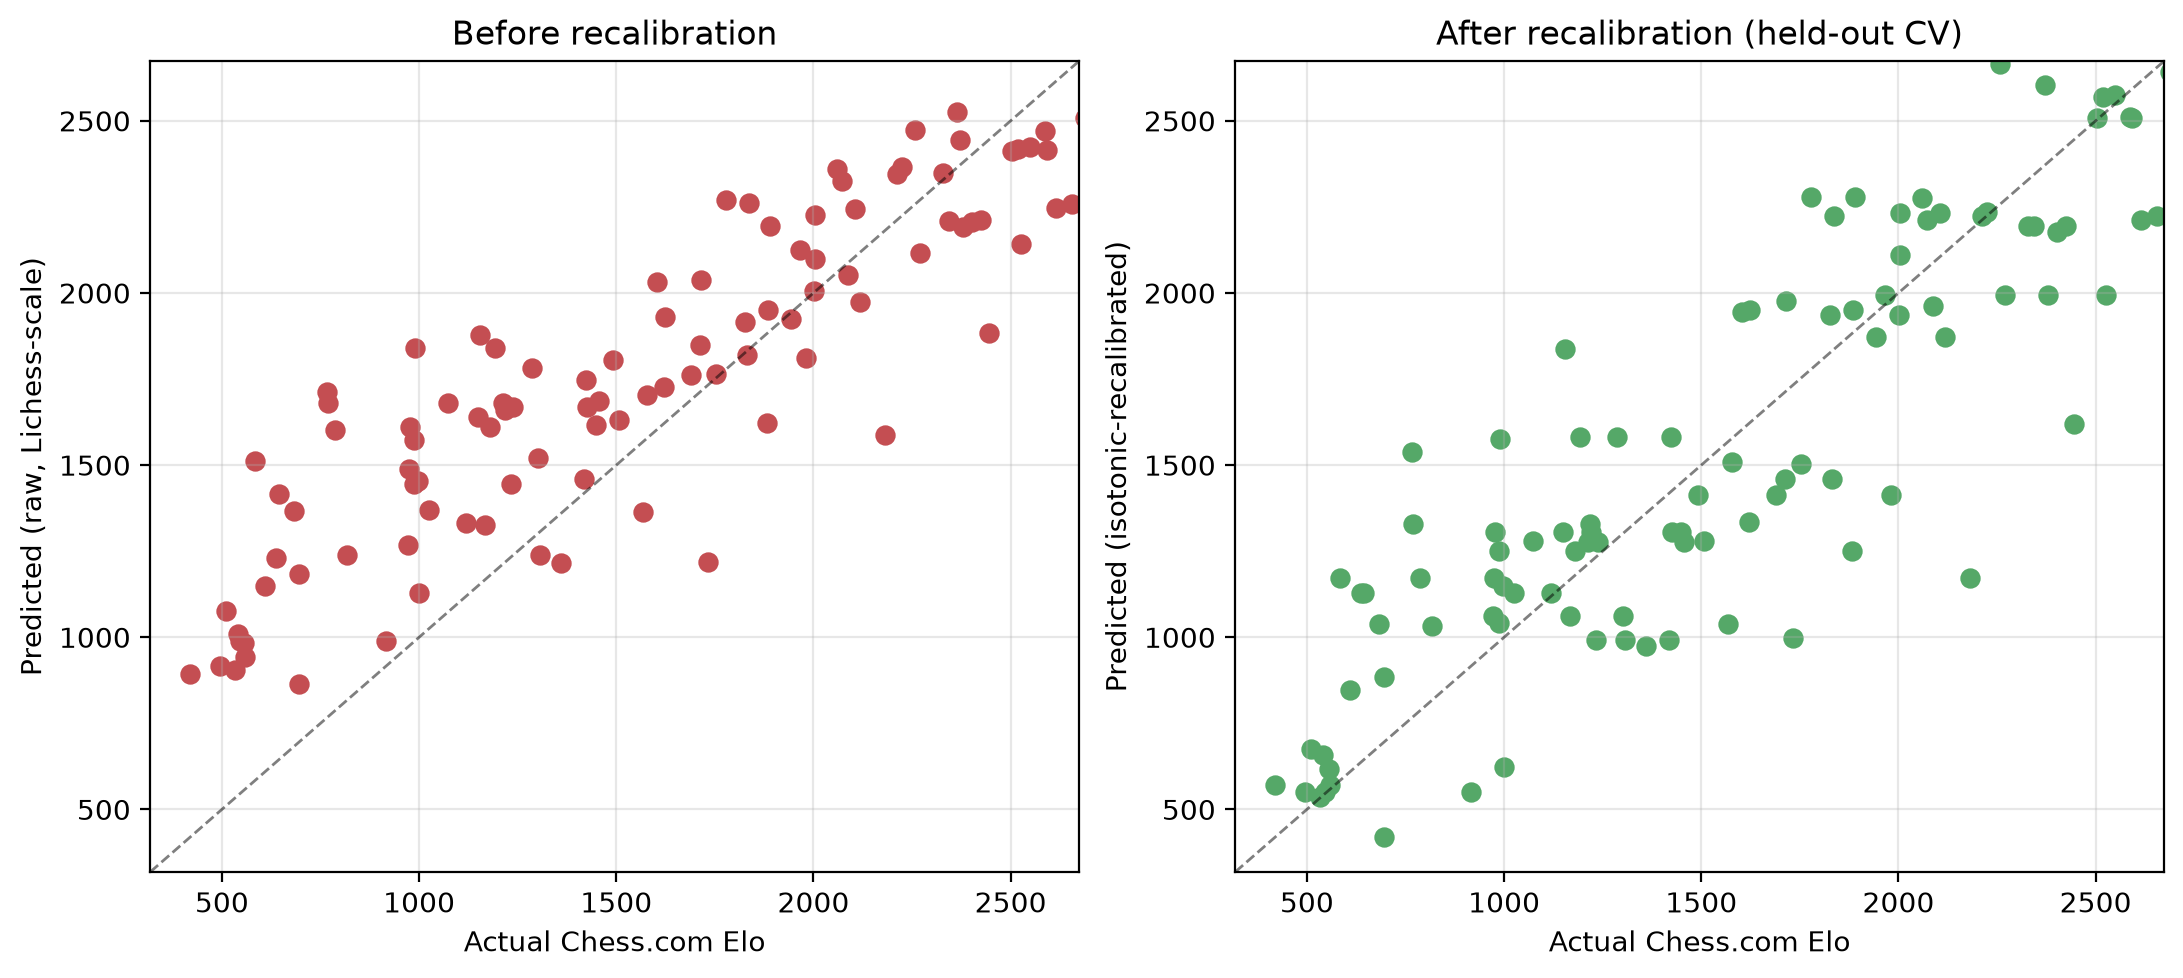 Before recalibration
Predicted (raw, Lichess-scale)
2500
2000
1500
1000
500
500 1000 1500 2000 2500
Actual Chess.com Elo
After recalibration (held-out CV)
Predicted (isotonic-recalibrated)
2500
2000
1500
1000
500
500 1000 1500 2000 2500
Actual Chess.com Elo